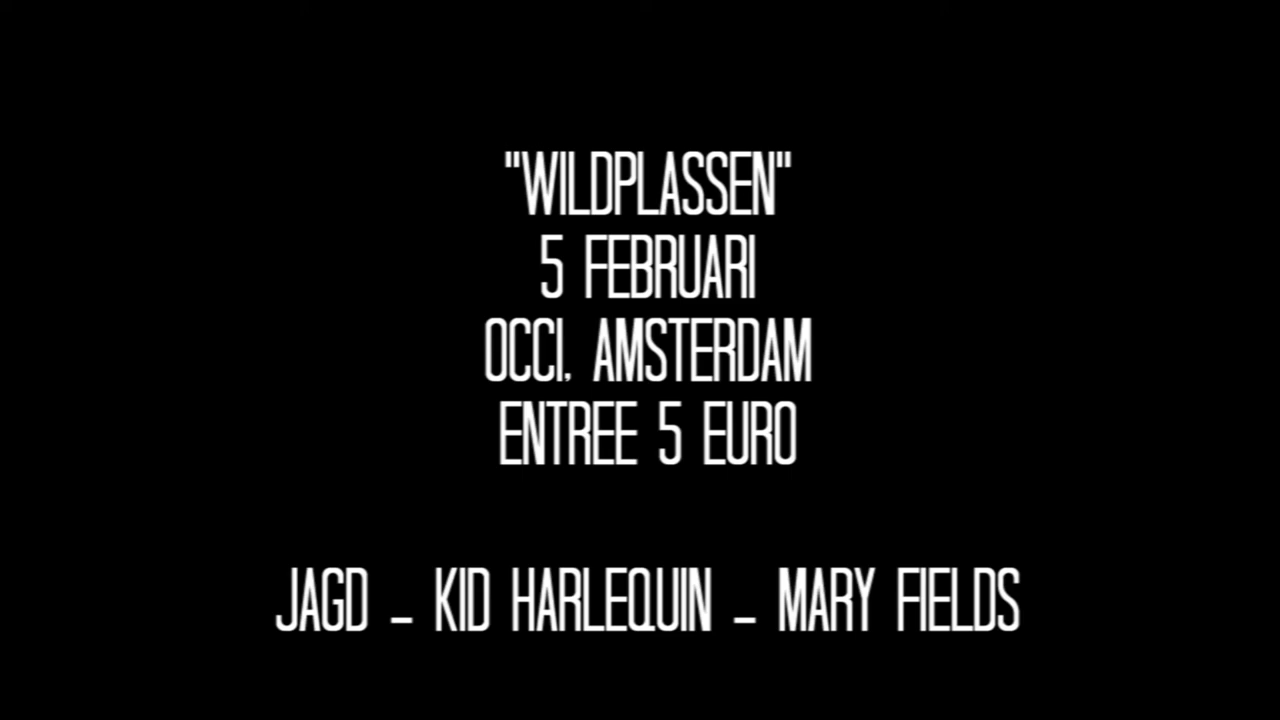 "WILDPLASSEN"
5 FEBRUARI
OCCI, AMSTERDAM
ENTREE 5 EURO
JAGD - KID HARLEQUIN - MARY FIELDS